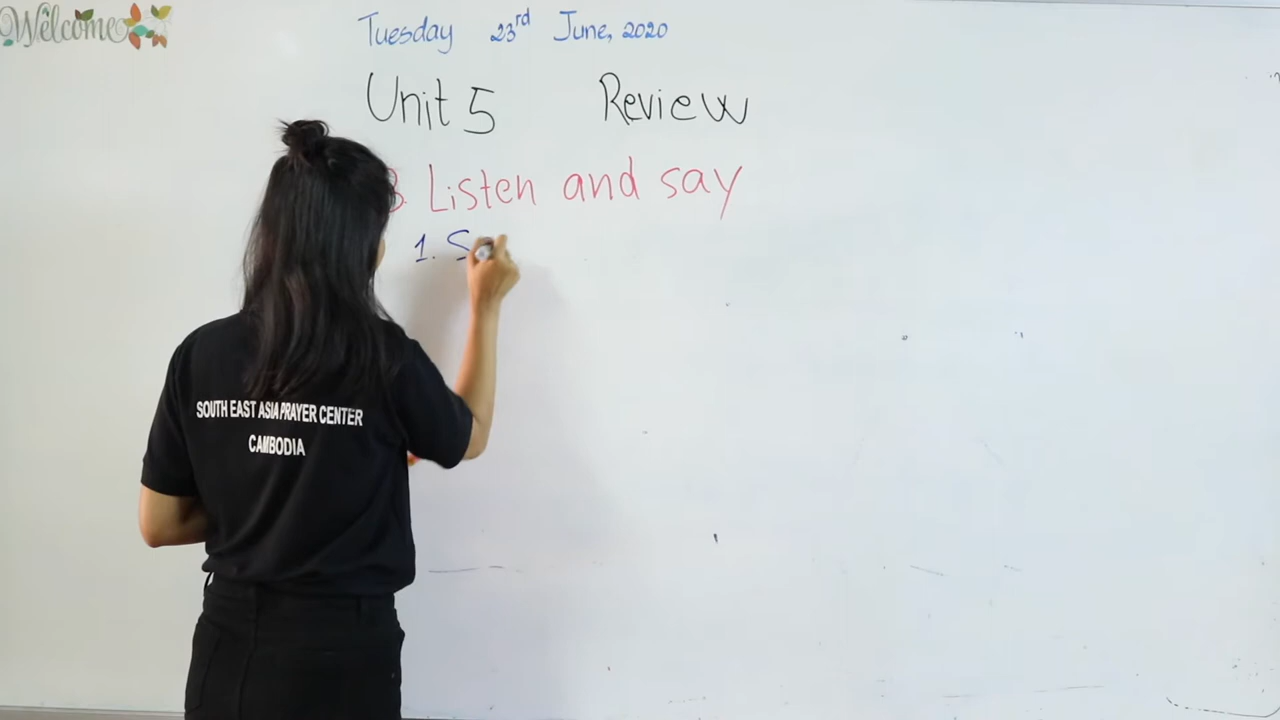 Welcome
Tuesday 23rd June, 2020
Unit 5 Review
Listen and say
1. S
SOUTH EAST ASIA PRAYER CENTER
CAMBODIA